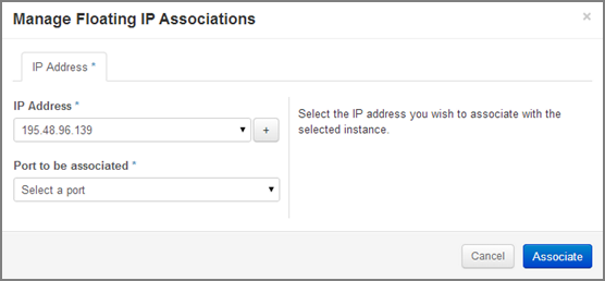 Manage Floating IP Associations
×
IP Address *
IP Address *
195.48.96.139
+
Port to be associated *
Select a port
Select the IP address you wish to associate with the
selected instance.
Cancel
Associate